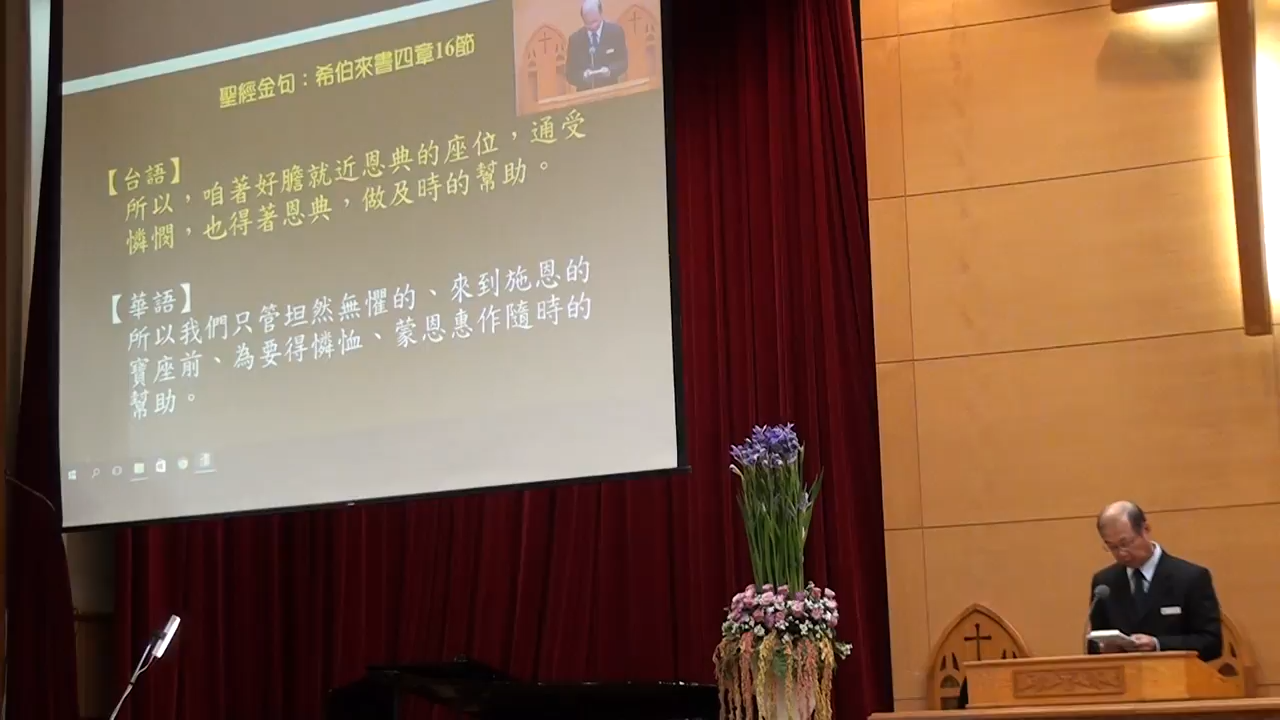 聖經金句：希伯來書四章16節
【台語】
所以，咱著好膽就近恩典的座位，通受
憐憫，也得著恩典，做及時的幫助。
【華語】
所以我們只管坦然無懼的、來到施恩的
寶座前、為要得憐恤、蒙恩惠作隨時的
幫助。